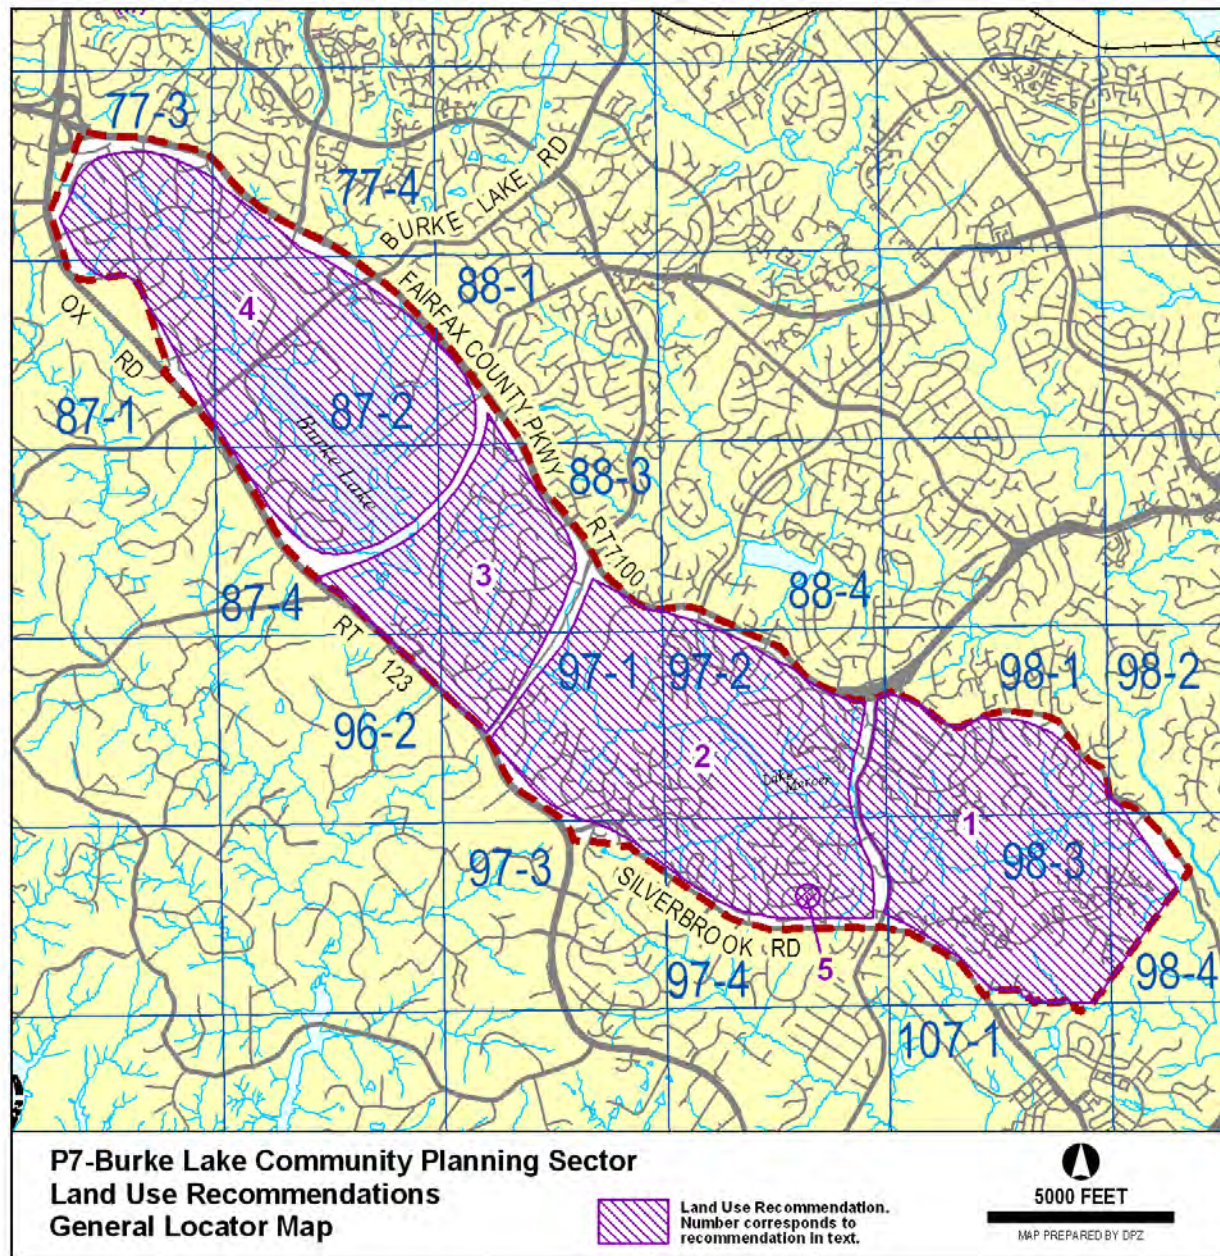 77-3
77-4
BURKE LAKE RD
88-1
FAIRFAX COUNTY PKWY
RT7100
OX
RD
4
87-1
87-2
Burke Lake
88-3
3
87-4
88-4
RT
123
97-1
97-2
98-1
98-2
96-2
2
Lake
Mercer
1
98-3
97-3
SILVERBROOK RD
97-4
5
98-4
107-1
P7-Burke Lake Community Planning Sector
Land Use Recommendations
General Locator Map
Land Use Recommendation.
Number corresponds to
recommendation in text.
5000 FEET
MAP PREPARED BY DPZ